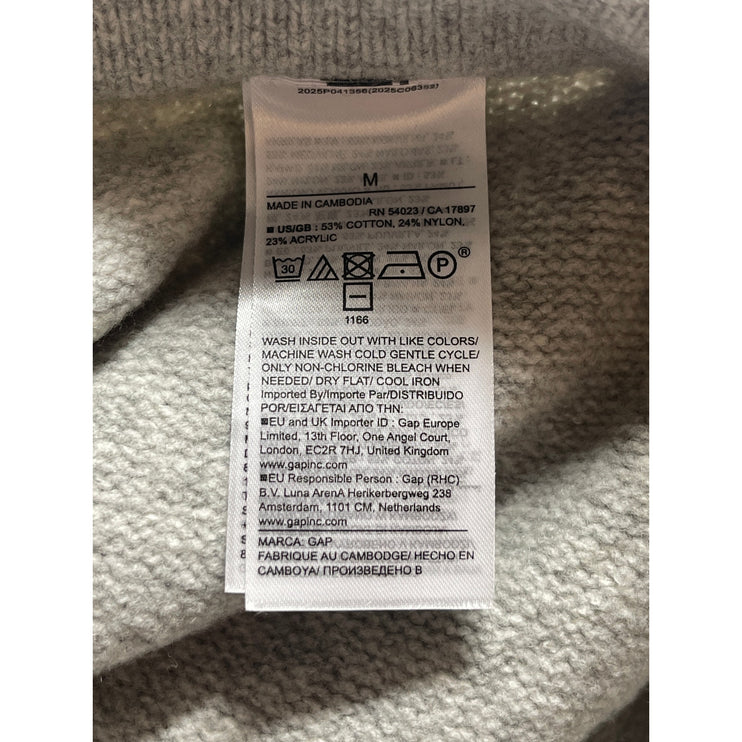 2025P041356(2025C06352)
M
MADE IN CAMBODIA
RN 54023 / CA 17897
US/GB : 53% COTTON, 24% NYLON,
23% ACRYLIC
30
P
®
1166
WASH INSIDE OUT WITH LIKE COLORS/
MACHINE WASH COLD GENTLE CYCLE/
ONLY NON-CHLORINE BLEACH WHEN
NEEDED/ DRY FLAT/ COOL IRON
Imported By/Importe Par/DISTRIBUIDO
POR/ΕΙΣΑΓΕΤΑΙ ΑΠΟ ΤΗΝ:
EU and UK Importer ID : Gap Europe
Limited, 13th Floor, One Angel Court,
London, EC2R 7HJ, United Kingdom
www.gapinc.com
EU Responsible Person : Gap (RHC)
B.V. Luna ArenA Herikerbergweg 238
Amsterdam, 1101 CM, Netherlands
www.gapinc.com
MARCA: GAP
FABRIQUE AU CAMBODGE/ HECHO EN
CAMBOYA/ ПРОИЗВЕДЕНО В